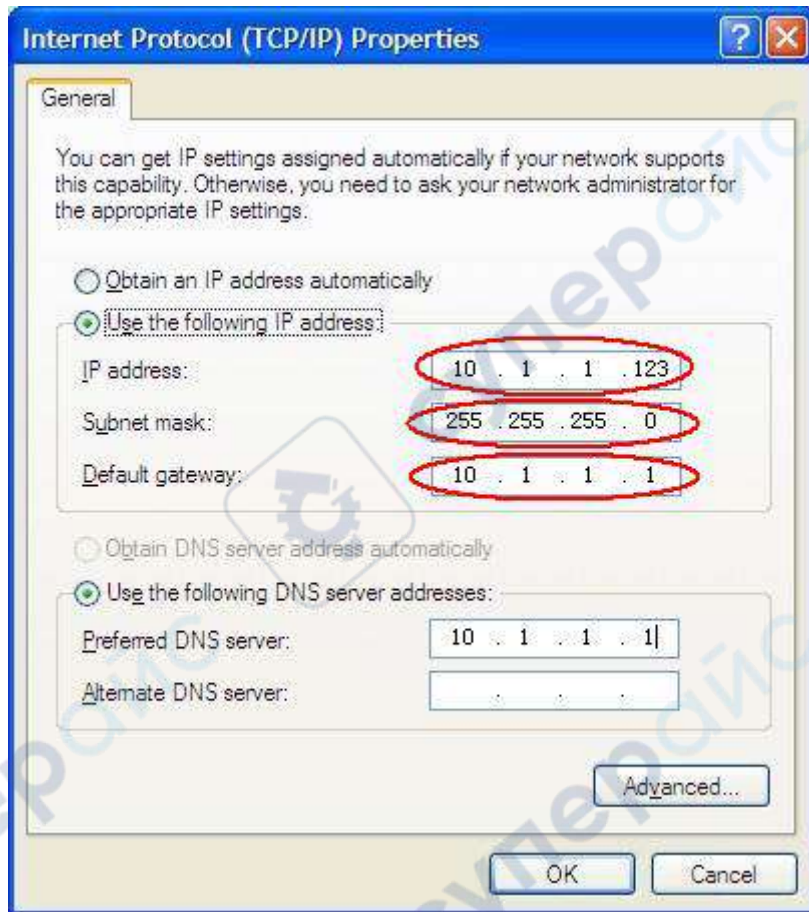 Internet Protocol (TCP/IP) Properties
General
You can get IP settings assigned automatically if your network supports
this capability. Otherwise, you need to ask your network administrator for
the appropriate IP settings.
Obtain an IP address automatically
Use the following IP address:
IP address: 10 . 1 . 1 . 123
Subnet mask: 255 . 255 . 255 . 0
Default gateway: 10 . 1 . 1 . 1
Obtain DNS server address automatically
Use the following DNS server addresses:
Preferred DNS server: 10 . 1 . 1 . 1
Alternate DNS server: . . .
Advanced...
OK Cancel
суперайс